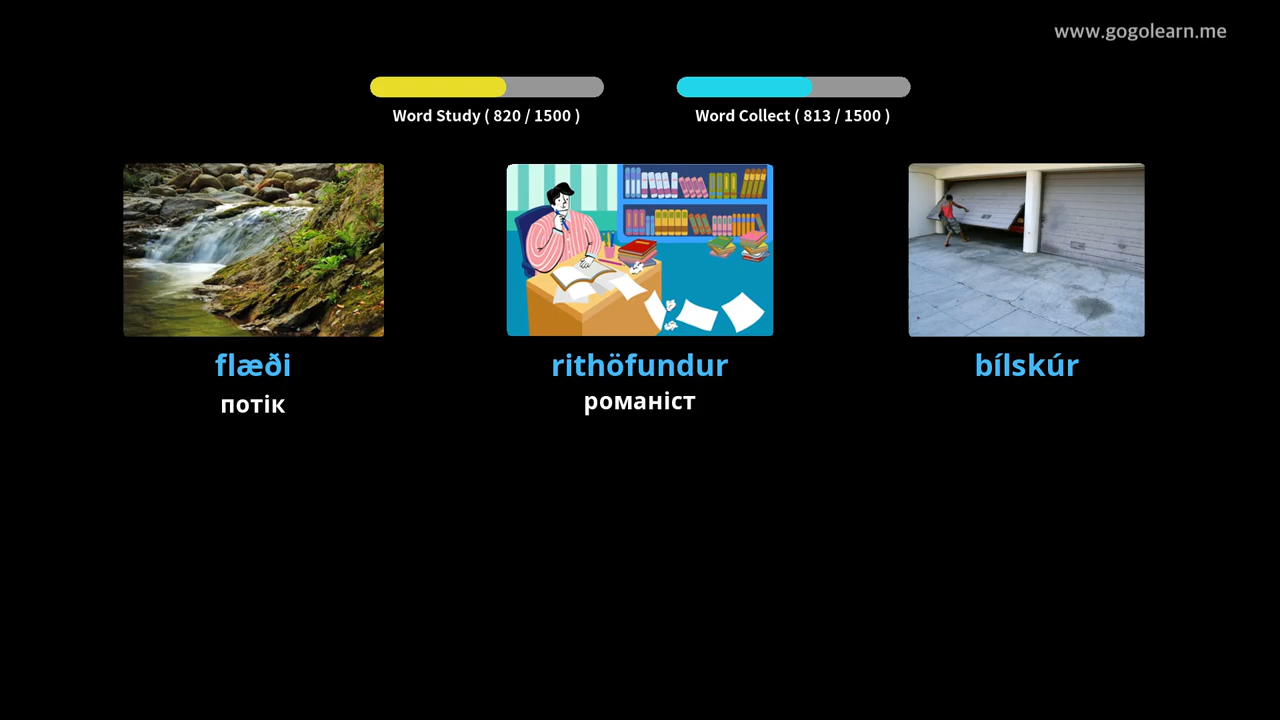 www.gogolearn.me
Word Study ( 820 / 1500 )
Word Collect ( 813 / 1500 )
flæði
потік
rithöfundur
романіст
bílskúr